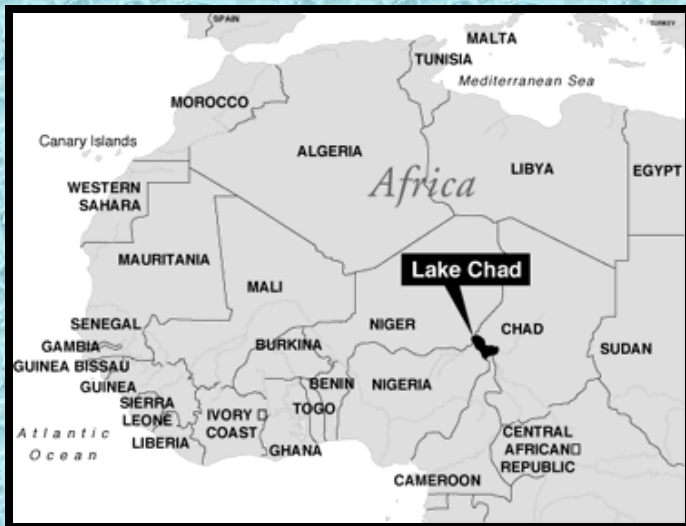 SPAIN
TURKEY
MALTA
TUNISIA
Mediterranean Sea
MOROCCO
Canary Islands
ALGERIA
LIBYA
EGYPT
Africa
WESTERN
SAHARA
MAURITANIA
MALI
Lake Chad
NIGER
CHAD
SUDAN
SENEGAL
GAMBIA
GUINEA BISSAU
GUINEA
SIERRA
LEONE
LIBERIA
BURKINA
BENIN
NIGERIA
TOGO
IVORY
COAST
GHANA
Atlantic
Ocean
CENTRAL
AFRICAN
REPUBLIC
CAMEROON